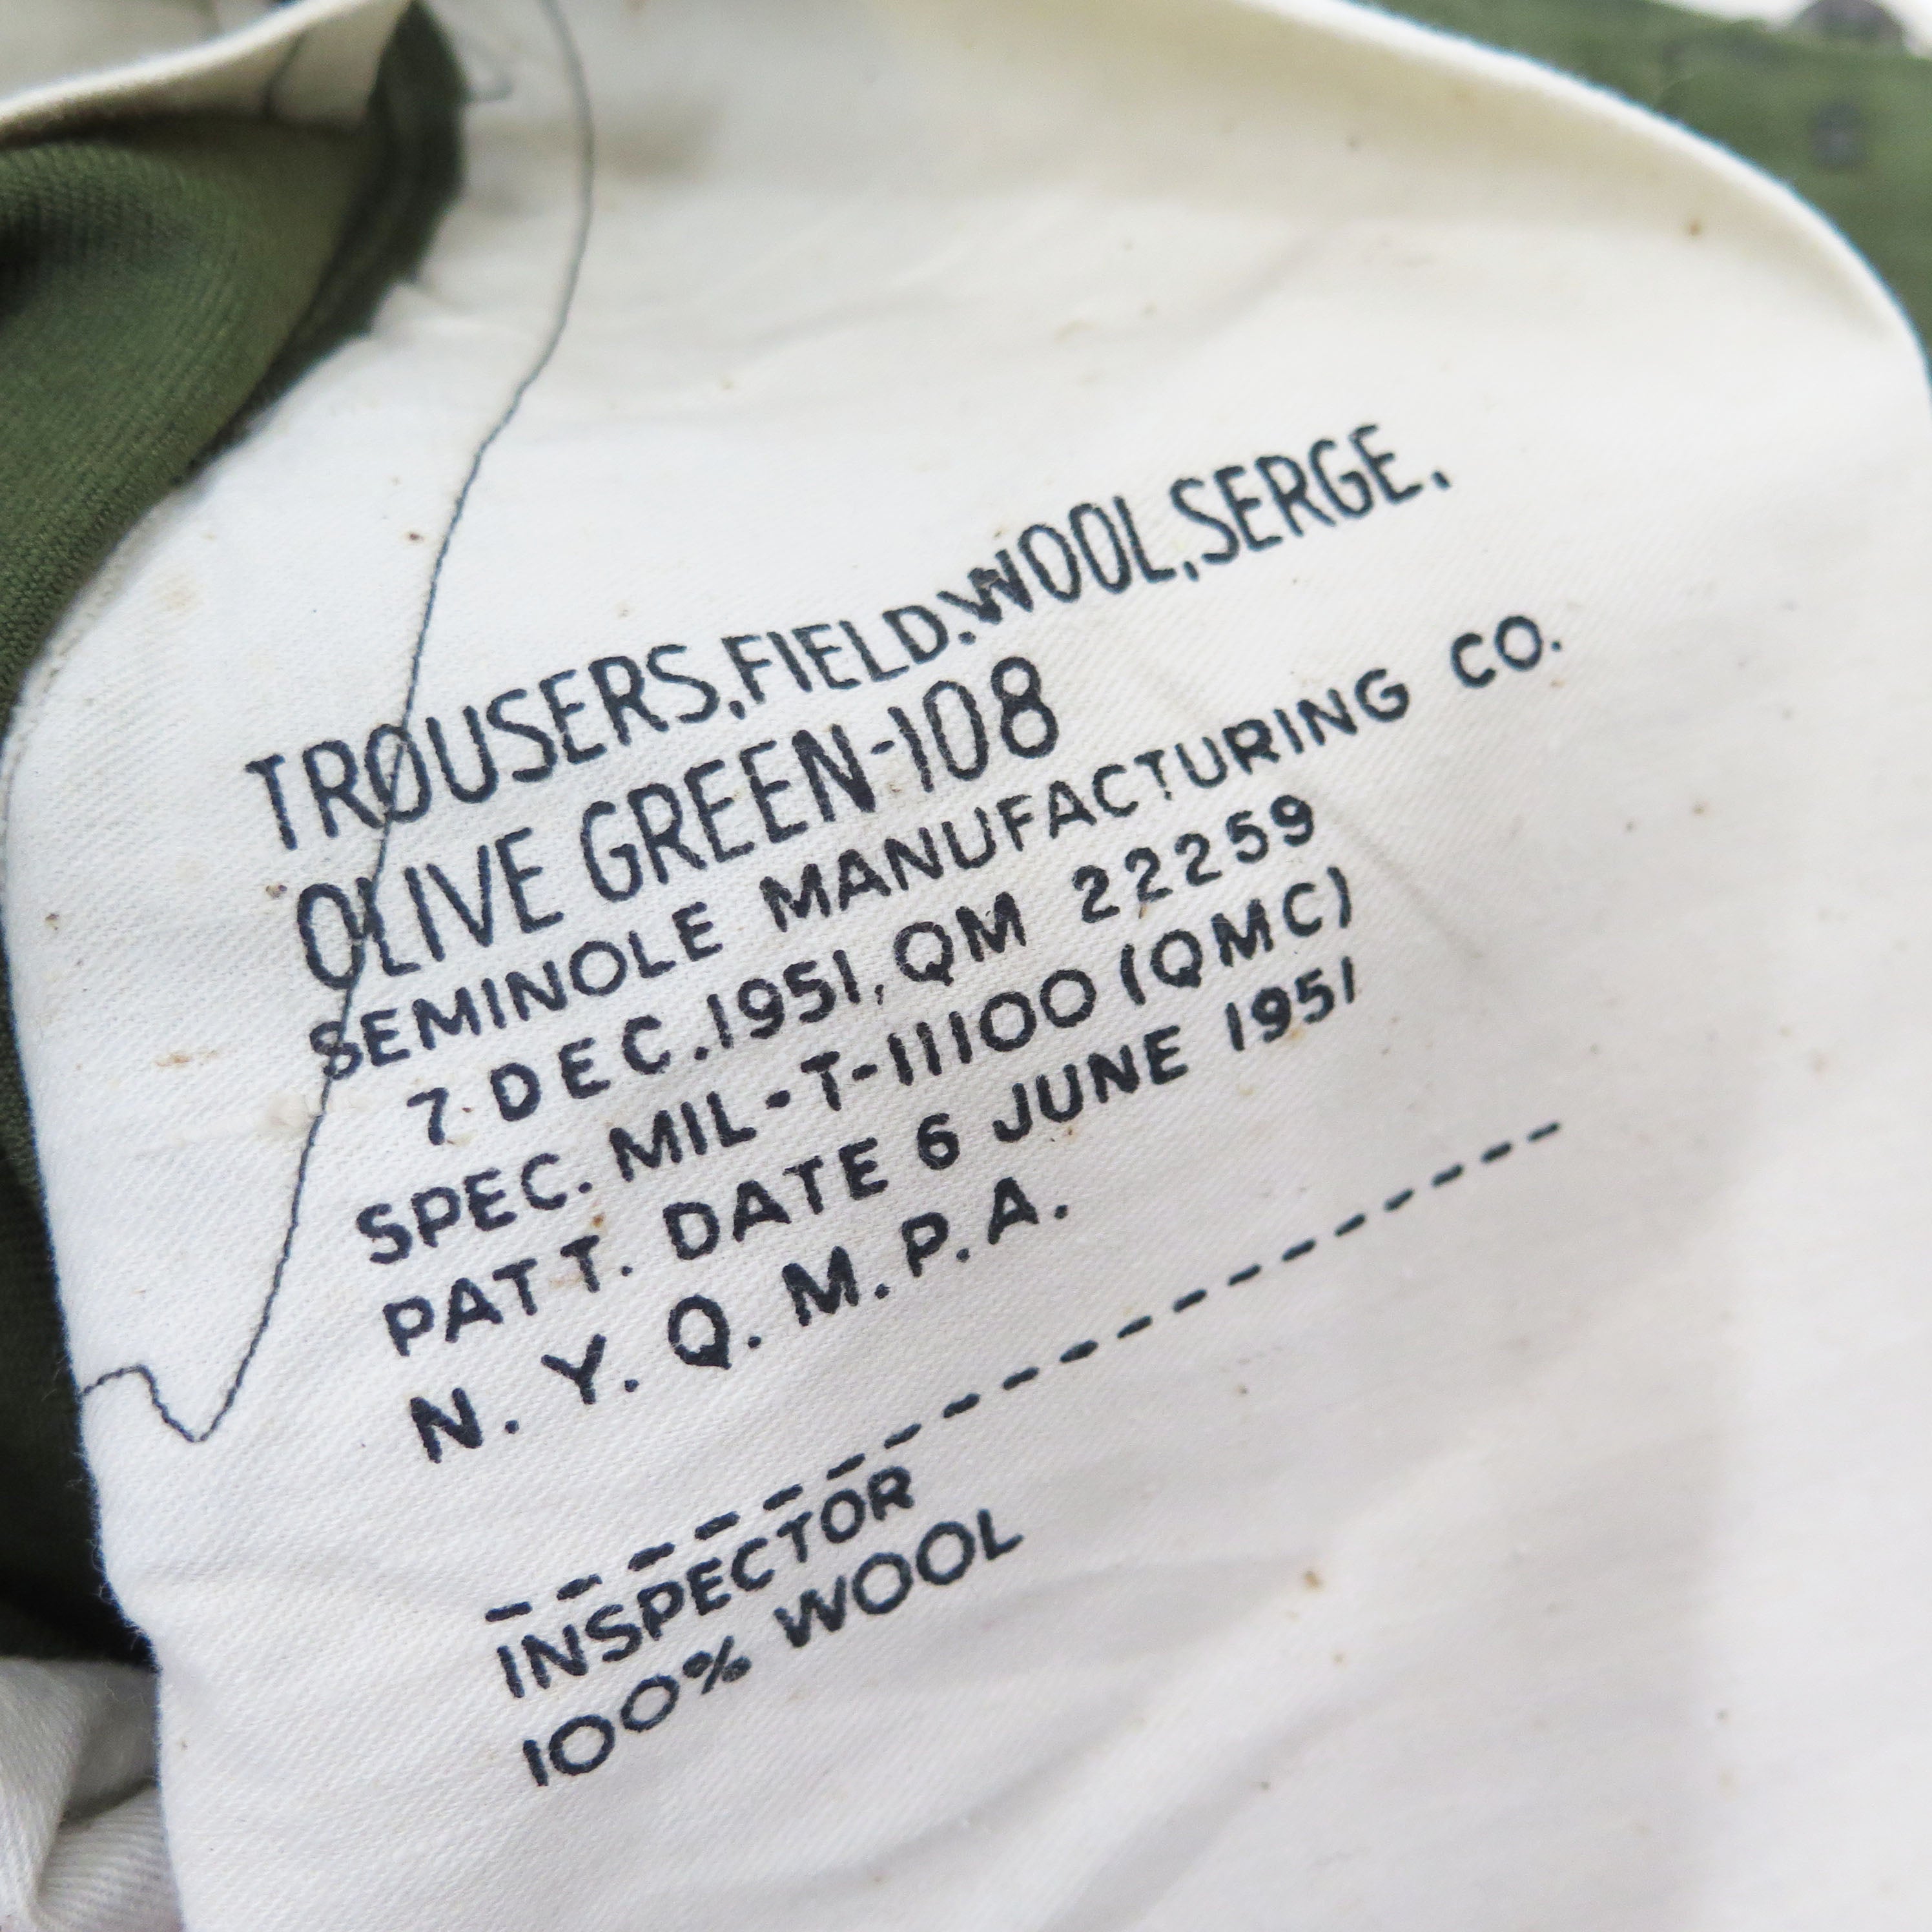 TROUSERS,FIELD.WOOL,SERGE,
OLIVE GREEN-108
SEMINOLE MANUFACTURING CO.
7 DEC.1951, QM 22259
SPEC. MIL-T-11100 (QMC)
PATT. DATE 6 JUNE 1951
N. Y. Q. M. P. A.
INSPECTOR
100% WOOL